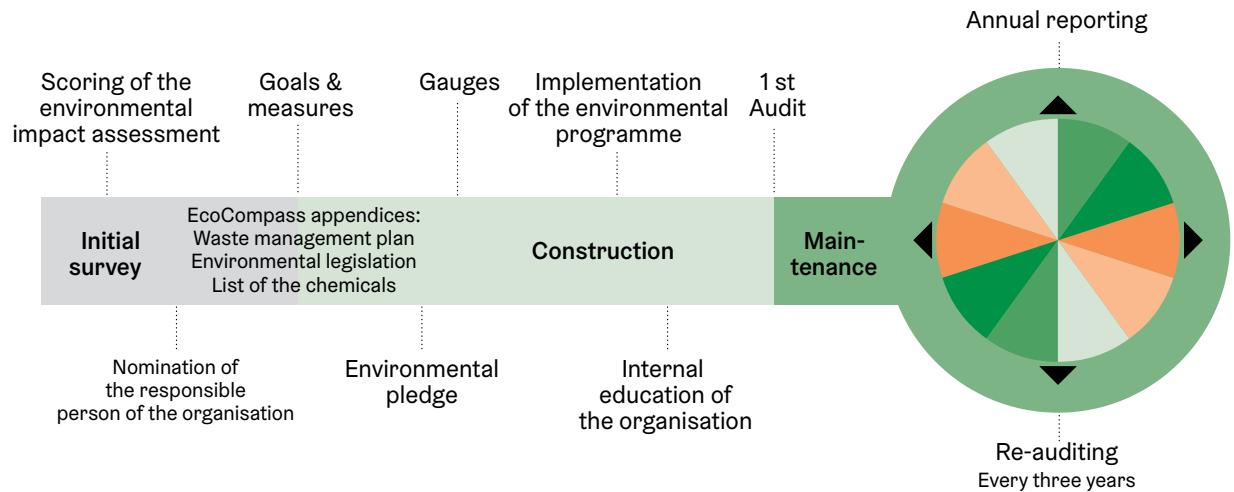 Annual reporting
Scoring of the
environmental
impact assessment
Goals &
measures
Gauges
Implementation
of the environmental
programme
1 st
Audit
Initial
survey
EcoCompass appendices:
Waste management plan
Environmental legislation
List of the chemicals
Construction
Main-
tenance
Nomination of
the responsible
person of the organisation
Environmental
pledge
Internal
education of
the organisation
Re-auditing
Every three years